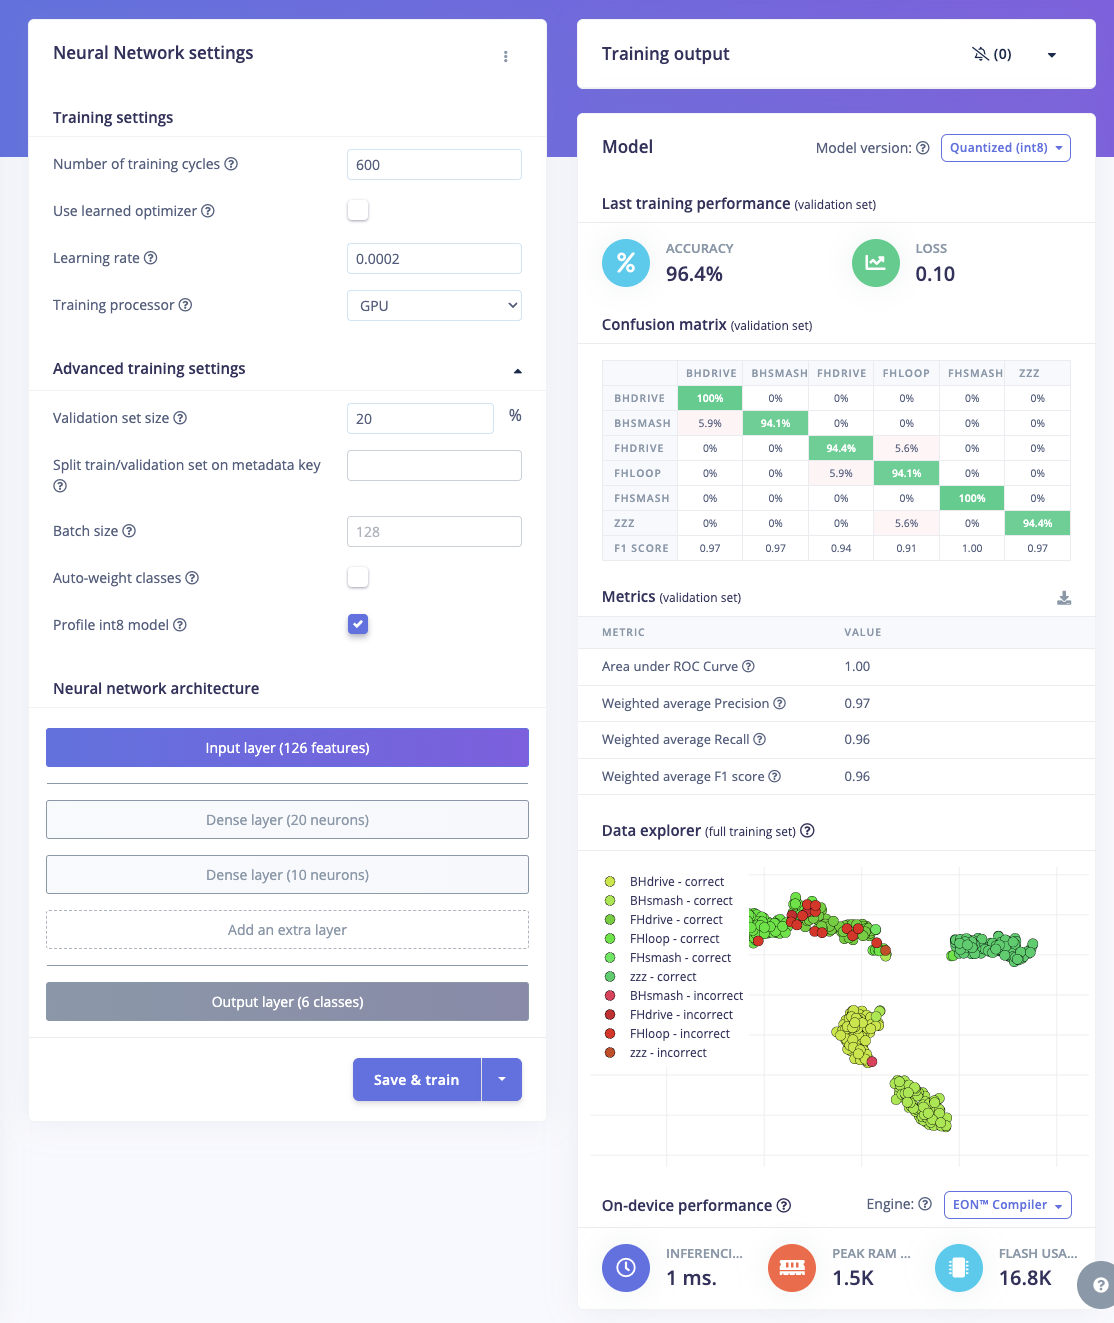 Neural Network settings
Training settings
Number of training cycles
600
Use learned optimizer
Learning rate
0.0002
Training processor
GPU
Advanced training settings
Validation set size
20
%
Split train/validation set on metadata key
Batch size
128
Auto-weight classes
Profile int8 model
Neural network architecture
Input layer (126 features)
Dense layer (20 neurons)
Dense layer (10 neurons)
Add an extra layer
Output layer (6 classes)
Save & train
Training output
(0)
Model
Model version:
Quantized (int8)
Last training performance (validation set)
%
ACCURACY
96.4%
LOSS
0.10
Confusion matrix (validation set)
BHDRIVE BHSMASH FHDRIVE FHLOOP FHSMASH ZZZ
BHDRIVE 100% 0% 0% 0% 0% 0%
BHSMASH 5.9% 94.1% 0% 0% 0% 0%
FHDRIVE 0% 0% 94.4% 5.6% 0% 0%
FHLOOP 0% 0% 5.9% 94.1% 0% 0%
FHSMASH 0% 0% 0% 0% 100% 0%
ZZZ 0% 0% 0% 5.6% 0% 94.4%
F1 SCORE 0.97 0.97 0.94 0.91 1.00 0.97
Metrics (validation set)
METRIC VALUE
Area under ROC Curve 1.00
Weighted average Precision 0.97
Weighted average Recall 0.96
Weighted average F1 score 0.96
Data explorer (full training set)
BHdrive - correct
BHsmash - correct
FHdrive - correct
FHloop - correct
FHsmash - correct
zzz - correct
BHsmash - incorrect
FHdrive - incorrect
FHloop - incorrect
zzz - incorrect
On-device performance
Engine:
EON™ Compiler
INFERENCI...
1 ms.
PEAK RAM ...
1.5K
FLASH USA...
16.8K